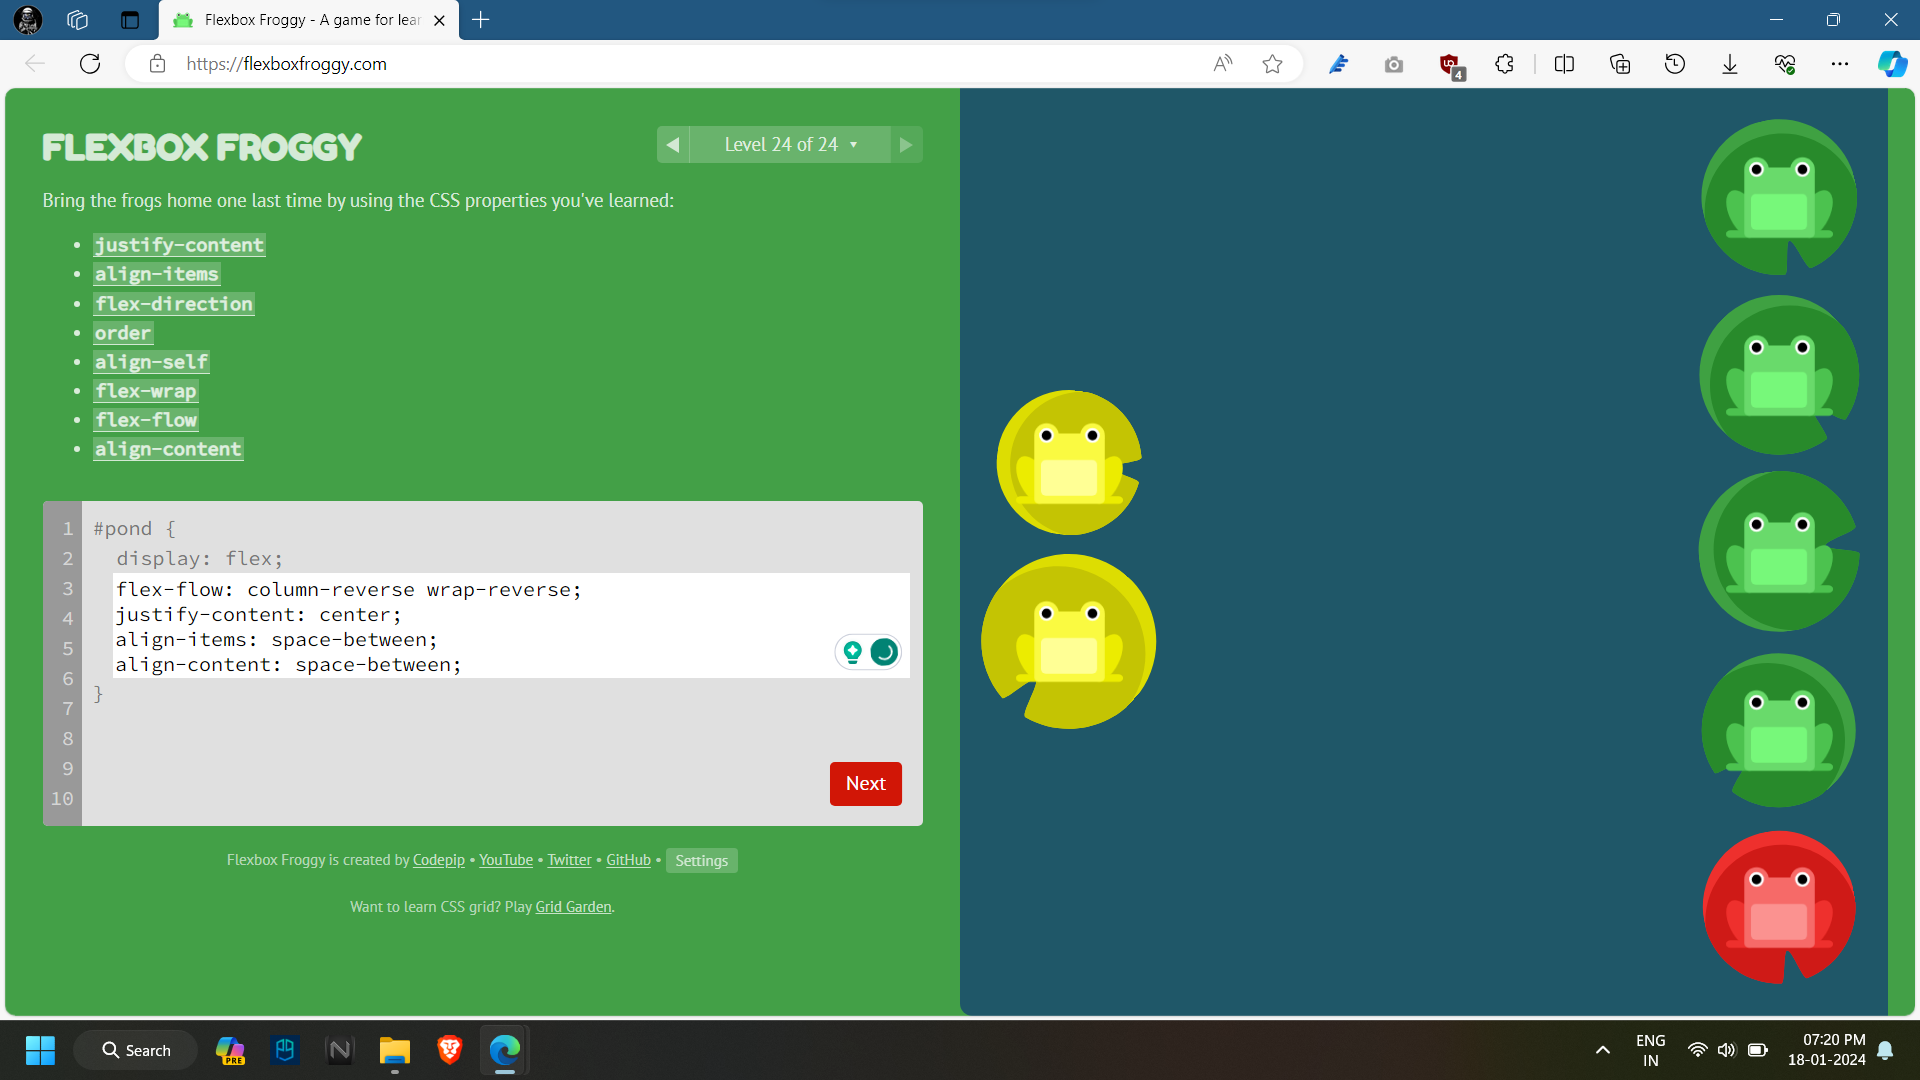 Flexbox Froggy - A game for lear
https://flexboxfroggy.com
4
FLEXBOX FROGGY
Level 24 of 24
Bring the frogs home one last time by using the CSS properties you've learned:
justify-content
align-items
flex-direction
order
align-self
flex-wrap
flex-flow
align-content
1 #pond {
2 display: flex;
3 flex-flow: column-reverse wrap-reverse;
4 justify-content: center;
5 align-items: space-between;
6 align-content: space-between;
7 }
8
9
10
Next
Flexbox Froggy is created by Codepip • YouTube • Twitter • GitHub • Settings
Want to learn CSS grid? Play Grid Garden.
Search
PRE
ENG
IN
07:20 PM
18-01-2024